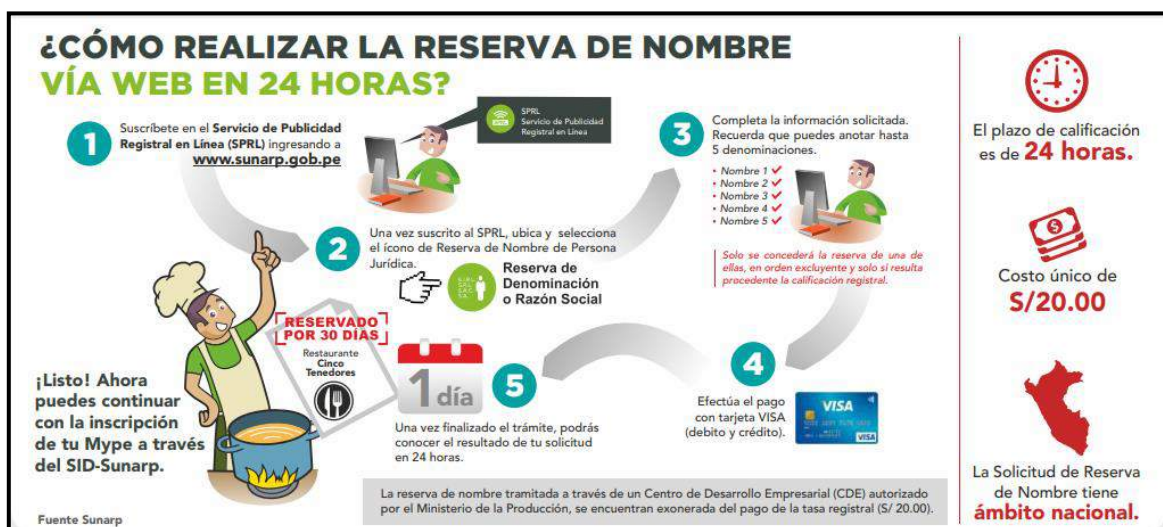 ¿CÓMO REALIZAR LA RESERVA DE NOMBRE
VÍA WEB EN 24 HORAS?
1
Suscríbete en el Servicio de Publicidad
Registral en Línea (SPRL) ingresando a
www.sunarp.gob.pe
SPRL
Servicio de Publicidad
Registral en Línea
2
Una vez suscrito al SPRL, ubica y selecciona
el ícono de Reserva de Nombre de Persona
Jurídica.
Reserva de
Denominación
o Razón Social
3
Completa la información solicitada.
Recuerda que puedes anotar hasta
5 denominaciones.
• Nombre 1
• Nombre 2
• Nombre 3
• Nombre 4
• Nombre 5
Solo se concederá la reserva de una de
ellas, en orden excluyente y solo si resulta
procedente la calificación registral.
4
Efectúa el pago
con tarjeta VISA
(debito y crédito).
VISA
VISA
5
1 día
Una vez finalizado el trámite, podrás
conocer el resultado de tu solicitud
en 24 horas.
RESERVADO
POR 30 DÍAS
Restaurante
Cinco
Tenedores
¡Listo! Ahora
puedes continuar
con la inscripción
de tu Mype a través
del SID-Sunarp.
La reserva de nombre tramitada a través de un Centro de Desarrollo Empresarial (CDE) autorizado
por el Ministerio de la Producción, se encuentran exonerada del pago de la tasa registral (S/ 20.00).
Fuente Sunarp
El plazo de calificación
es de 24 horas.
Costo único de
S/20.00
La Solicitud de Reserva
de Nombre tiene
ámbito nacional.